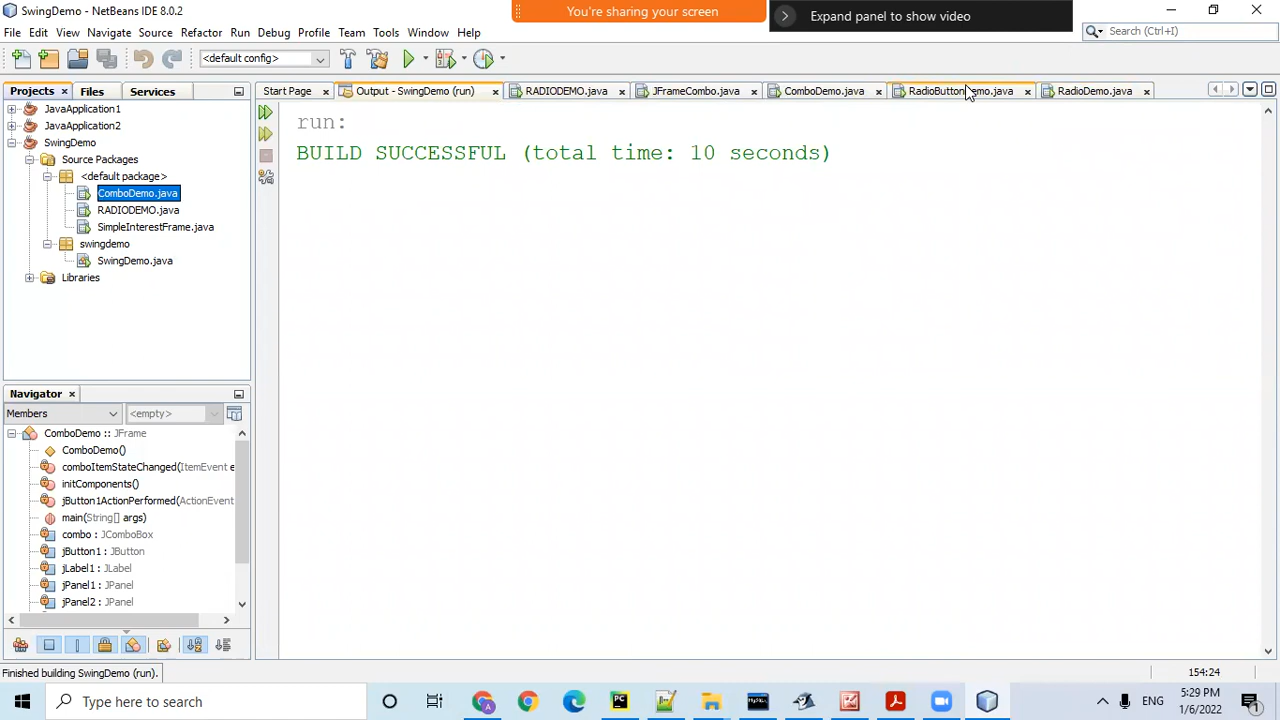 SwingDemo - NetBeans IDE 8.0.2
You're sharing your screen
Expand panel to show video
File Edit View Navigate Source Refactor Run Debug Profile Team Tools Window Help
Search (Ctrl+I)
<default config>
Projects Files Services
Start Page Output - SwingDemo (run) RADIODEMO.java JFrameCombo.java ComboDemo.java RadioButtonDemo.java RadioDemo.java
JavaApplication1
JavaApplication2
SwingDemo
Source Packages
<default package>
ComboDemo.java
RADIODEMO.java
SimpleInterestFrame.java
swingdemo
SwingDemo.java
Libraries
run:
BUILD SUCCESSFUL (total time: 10 seconds)
Navigator
Members <empty>
ComboDemo :: JFrame
ComboDemo()
comboItemStateChanged(ItemEvent e
initComponents()
jButton1ActionPerformed(ActionEvent
main(String[] args)
combo : JComboBox
jButton1 : JButton
jLabel1 : JLabel
jPanel1 : JPanel
jPanel2 : JPanel
Finished building SwingDemo (run).
154:24
Type here to search
PC
ENG
5:29 PM
1/6/2022
1